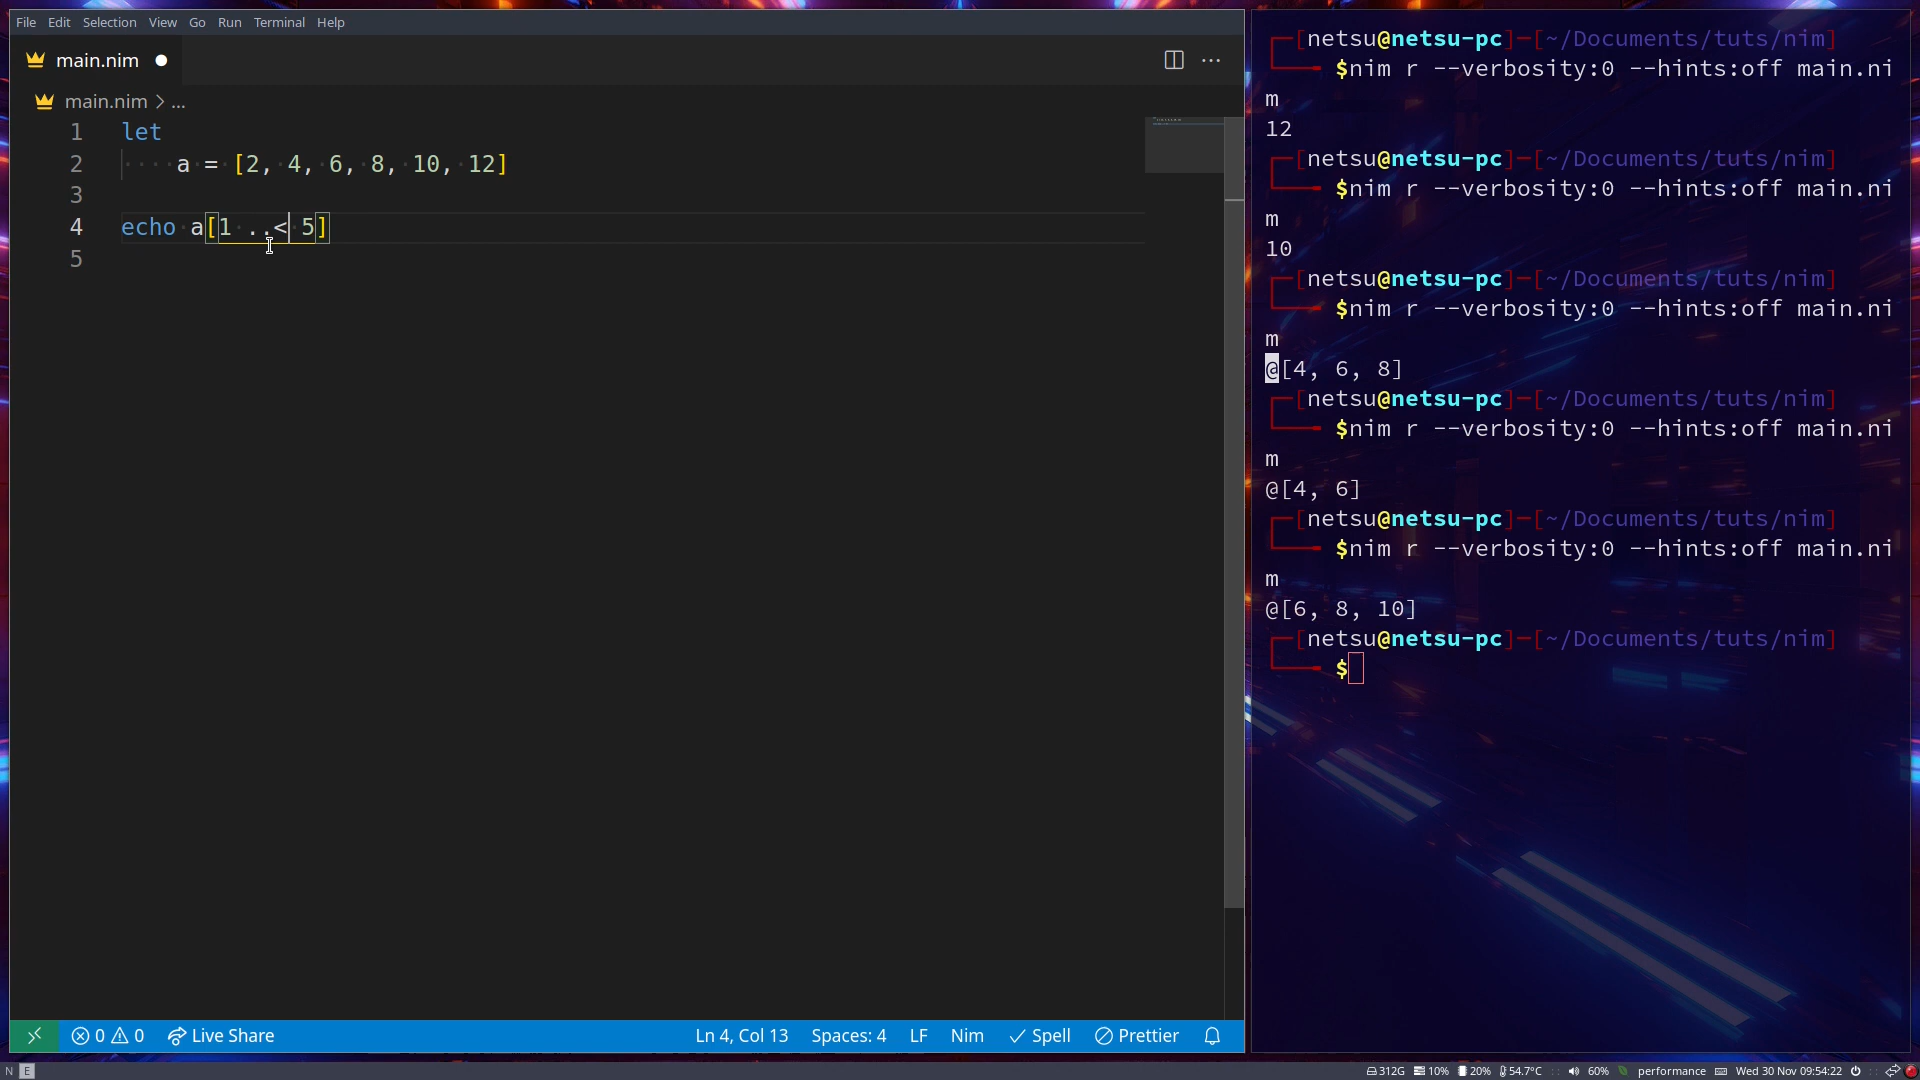 File Edit Selection View Go Run Terminal Help
main.nim
main.nim > ...
1 let
2 a = [2, 4, 6, 8, 10, 12]
3
4 echo a[1 ..< 5]
5
0 0 Live Share Ln 4, Col 13 Spaces: 4 LF Nim Spell Prettier
[netsu@netsu-pc]-[~/Documents/tuts/nim]
$nim r --verbosity:0 --hints:off main.ni
m
12
[netsu@netsu-pc]-[~/Documents/tuts/nim]
$nim r --verbosity:0 --hints:off main.ni
m
10
[netsu@netsu-pc]-[~/Documents/tuts/nim]
$nim r --verbosity:0 --hints:off main.ni
m
@[4, 6, 8]
[netsu@netsu-pc]-[~/Documents/tuts/nim]
$nim r --verbosity:0 --hints:off main.ni
m
@[4, 6]
[netsu@netsu-pc]-[~/Documents/tuts/nim]
$nim r --verbosity:0 --hints:off main.ni
m
@[6, 8, 10]
[netsu@netsu-pc]-[~/Documents/tuts/nim]
$
N E 312G 10% 20% 54.7°C 60% performance Wed 30 Nov 09:54:22